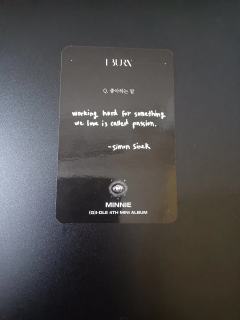 I BURN
Q. 좋아하는 말
working hard for something
we love is called passion.
-simon sinek
MINNIE
(G)I-DLE 4TH MINI ALBUM